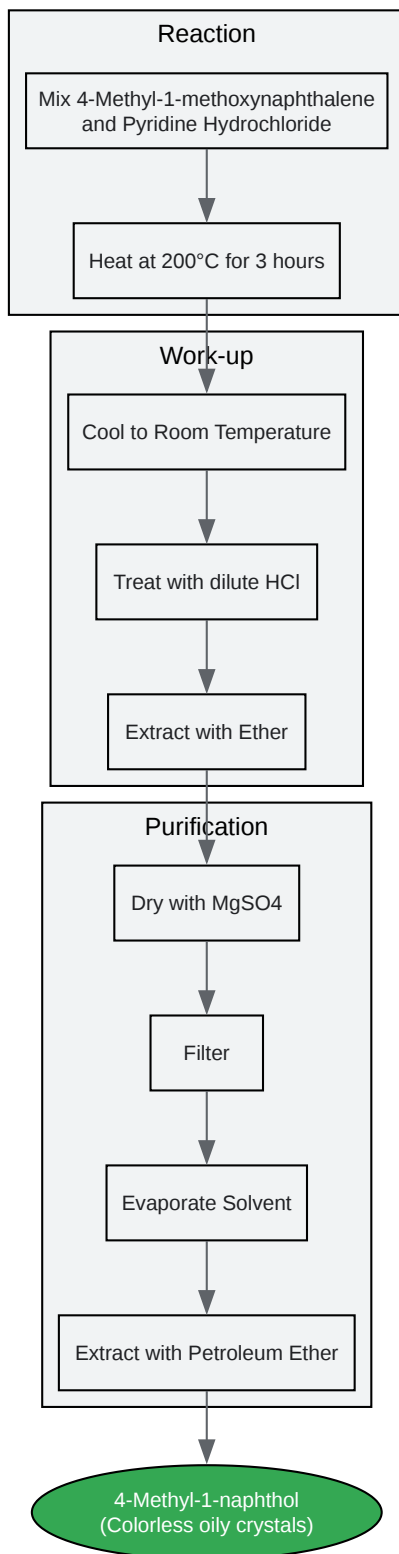 Reaction
Mix 4-Methyl-1-methoxynaphthalene
and Pyridine Hydrochloride
Heat at 200°C for 3 hours
Work-up
Cool to Room Temperature
Treat with dilute HCl
Extract with Ether
Purification
Dry with MgSO4
Filter
Evaporate Solvent
Extract with Petroleum Ether
4-Methyl-1-naphthol
(Colorless oily crystals)